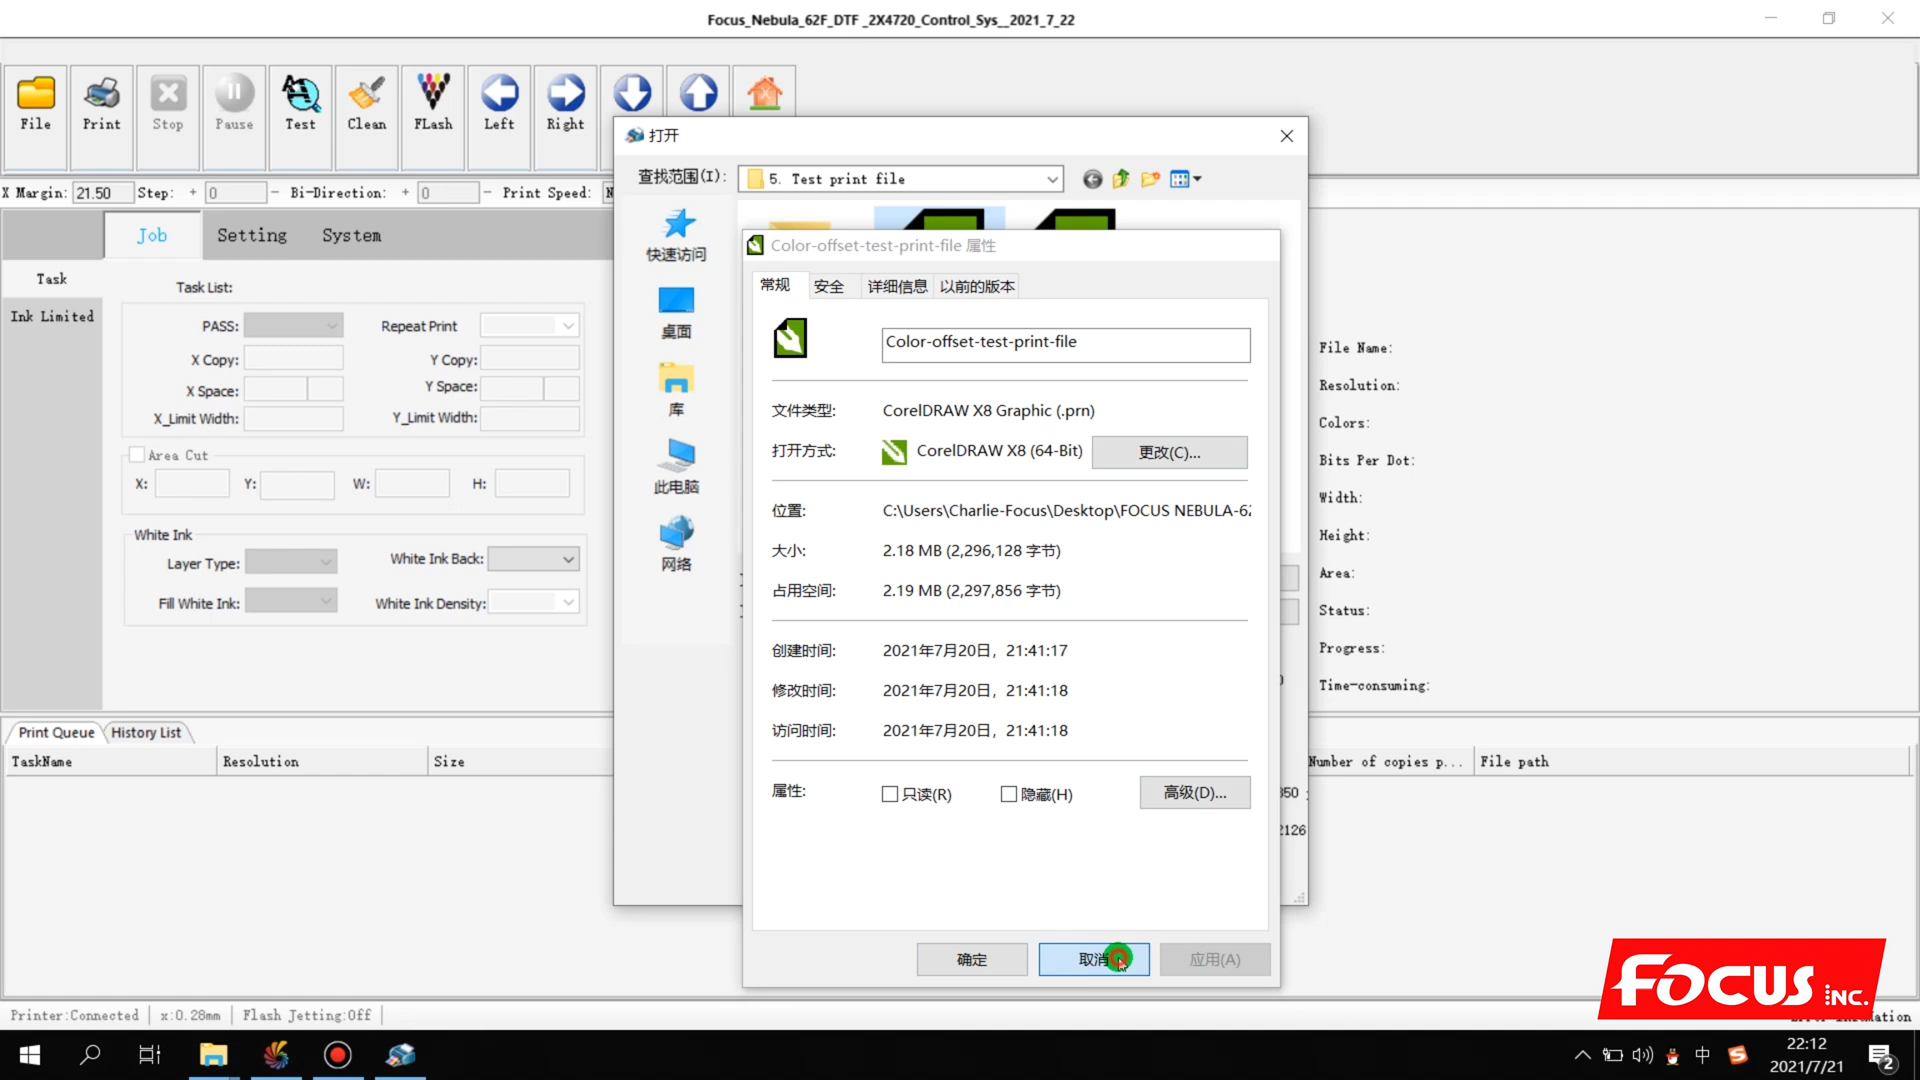 Focus_Nebula_62F_DTF _2X4720_Control_Sys__2021_7_22
File
Print
Stop
Pause
Test
Clean
FLash
Left
Right
X Margin: 21.50 Step: + 0 - Bi-Direction: + 0 - Print Speed: N
Job
Setting
System
Task
Ink Limited
Task List:
PASS:
Repeat Print
X Copy:
Y Copy:
X Space:
Y Space:
X_Limit Width:
Y_Limit Width:
Area Cut
X:
Y:
W:
H:
White Ink
Layer Type:
White Ink Back:
Fill White Ink:
White Ink Density:
打开
查找范围(I):
5. Test print file
快速访问
桌面
库
此电脑
网络
Color-offset-test-print-file 属性
常规
安全
详细信息
以前的版本
Color-offset-test-print-file
文件类型:
CorelDRAW X8 Graphic (.prn)
打开方式:
CorelDRAW X8 (64-Bit)
更改(C)...
位置:
C:\Users\Charlie-Focus\Desktop\FOCUS NEBULA-62
大小:
2.18 MB (2,296,128 字节)
占用空间:
2.19 MB (2,297,856 字节)
创建时间:
2021年7月20日，21:41:17
修改时间:
2021年7月20日，21:41:18
访问时间:
2021年7月20日，21:41:18
属性:
只读(R)
隐藏(H)
高级(D)...
确定
取消
应用(A)
File Name:
Resolution:
Colors:
Bits Per Dot:
Width:
Height:
Area:
Status:
Progress:
Time-consuming:
Print Queue
History List
TaskName
Resolution
Size
Number of copies p...
File path
2126
Printer:Connected
x:0.28mm
Flash Jetting:Off
FOCUS INC.
中
22:12
2021/7/21
2